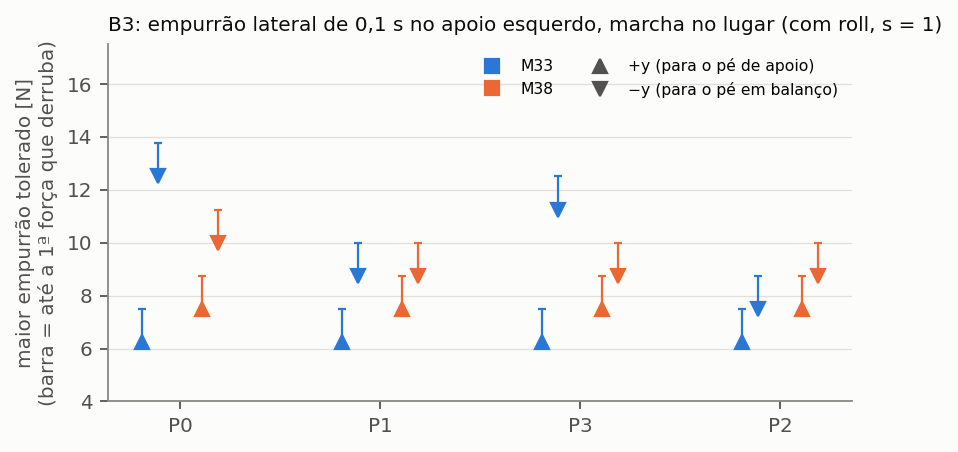 B3: empurrão lateral de 0,1 s no apoio esquerdo, marcha no lugar (com roll, s = 1)
maior empurrão tolerado [N]
(barra = até a 1ª força que derruba)
16
14
12
10
8
6
4
M33
M38
+y (para o pé de apoio)
−y (para o pé em balanço)
P0
P1
P3
P2